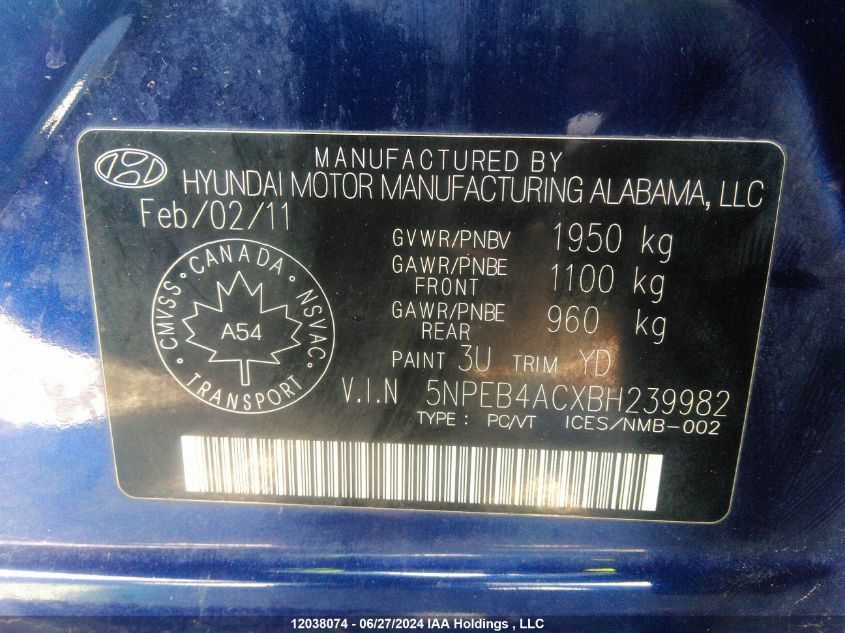 MANUFACTURED BY
HYUNDAI MOTOR MANUFACTURING ALABAMA, LLC
Feb/02/11
GVWR/PNBV 1950 kg
GAWR/PNBE FRONT 1100 kg
GAWR/PNBE REAR 960 kg
PAINT 3U TRIM YD
V.I.N 5NPEB4ACXBH239982
TYPE : PC/VT ICES/NMB-002
CANADA
CMVSS
NSVAC
A54
TRANSPORT
12038074 - 06/27/2024 IAA Holdings , LLC